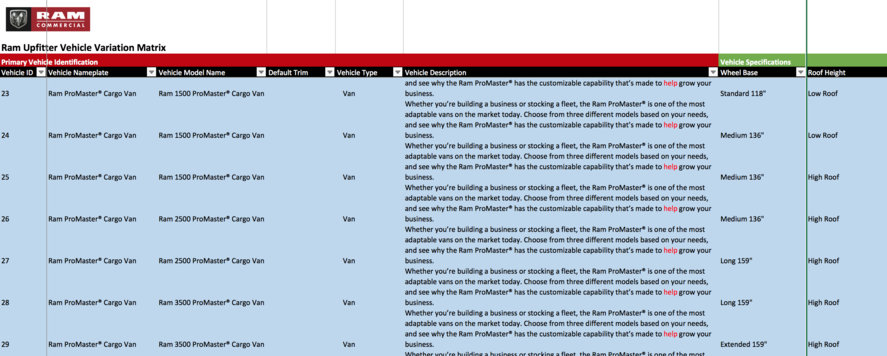 RAM
COMMERCIAL
Ram Upfitter Vehicle Variation Matrix
Primary Vehicle Identification Vehicle Specifications
Vehicle ID Vehicle Nameplate Vehicle Model Name Default Trim Vehicle Type Vehicle Description Wheel Base Roof Height
and see why the Ram ProMaster® has the customizable capability that's made to help grow your
23 Ram ProMaster® Cargo Van Ram 1500 ProMaster® Cargo Van Van business. Standard 118" Low Roof
Whether you're building a business or stocking a fleet, the Ram ProMaster® is one of the most
adaptable vans on the market today. Choose from three different models based on your needs,
and see why the Ram ProMaster® has the customizable capability that's made to help grow your
24 Ram ProMaster® Cargo Van Ram 1500 ProMaster® Cargo Van Van business. Medium 136" Low Roof
Whether you're building a business or stocking a fleet, the Ram ProMaster® is one of the most
adaptable vans on the market today. Choose from three different models based on your needs,
and see why the Ram ProMaster® has the customizable capability that's made to help grow your
25 Ram ProMaster® Cargo Van Ram 1500 ProMaster® Cargo Van Van business. Medium 136" High Roof
Whether you're building a business or stocking a fleet, the Ram ProMaster® is one of the most
adaptable vans on the market today. Choose from three different models based on your needs,
and see why the Ram ProMaster® has the customizable capability that's made to help grow your
26 Ram ProMaster® Cargo Van Ram 2500 ProMaster® Cargo Van Van business. Medium 136" High Roof
Whether you're building a business or stocking a fleet, the Ram ProMaster® is one of the most
adaptable vans on the market today. Choose from three different models based on your needs,
and see why the Ram ProMaster® has the customizable capability that's made to help grow your
27 Ram ProMaster® Cargo Van Ram 2500 ProMaster® Cargo Van Van business. Long 159" High Roof
Whether you're building a business or stocking a fleet, the Ram ProMaster® is one of the most
adaptable vans on the market today. Choose from three different models based on your needs,
and see why the Ram ProMaster® has the customizable capability that's made to help grow your
28 Ram ProMaster® Cargo Van Ram 3500 ProMaster® Cargo Van Van business. Long 159" High Roof
Whether you're building a business or stocking a fleet, the Ram ProMaster® is one of the most
adaptable vans on the market today. Choose from three different models based on your needs,
and see why the Ram ProMaster® has the customizable capability that's made to help grow your
29 Ram ProMaster® Cargo Van Ram 3500 ProMaster® Cargo Van Van business. Extended 159" High Roof
Whether you're building a business or stocking a fleet, the Ram ProMaster® is one of the most